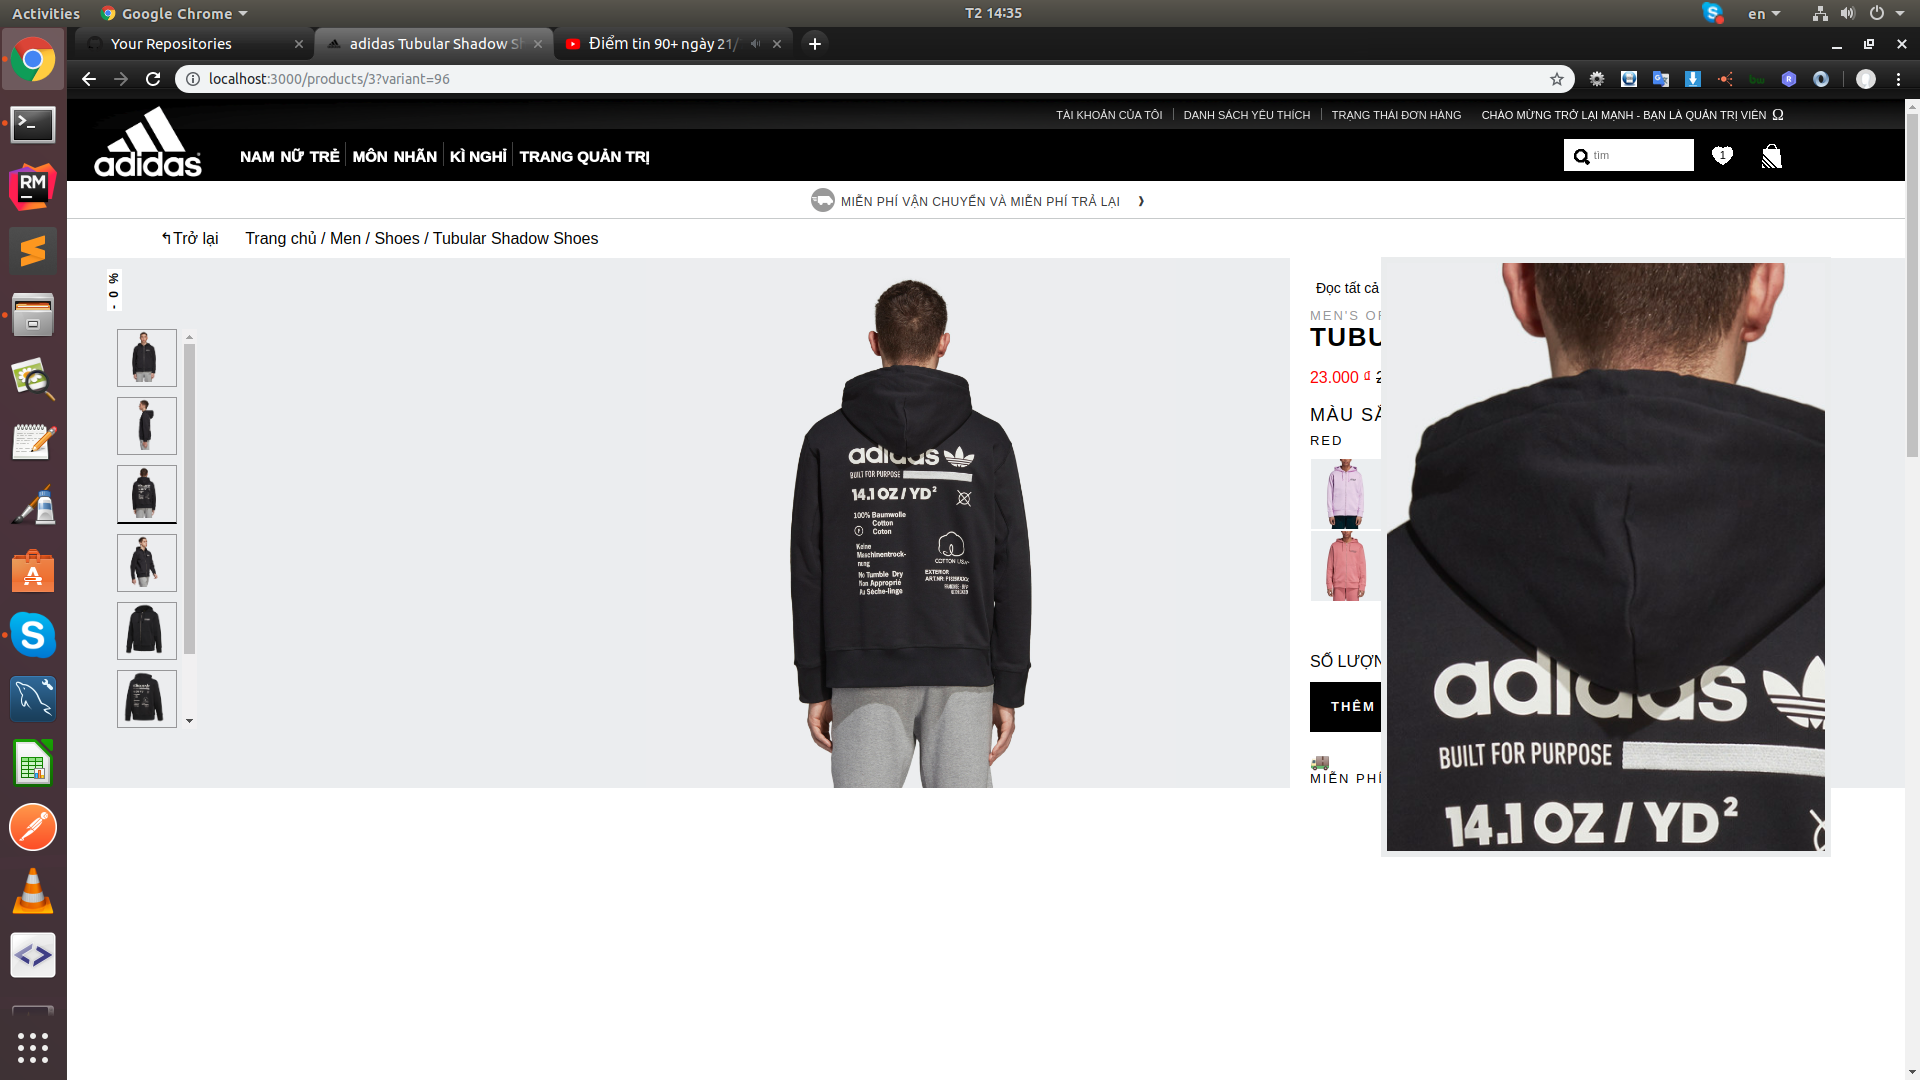 Activities
Google Chrome
T2 14:35
en
Your Repositories
adidas Tubular Shadow Sh
Điểm tin 90+ ngày 21/
localhost:3000/products/3?variant=96
TÀI KHOẢN CỦA TÔI
DANH SÁCH YÊU THÍCH
TRẠNG THÁI ĐƠN HÀNG
CHÀO MỪNG TRỞ LẠI MẠNH - BẠN LÀ QUẢN TRỊ VIÊN
adidas
NAM NỮ TRẺ
MÔN NHÃN
KÌ NGHỈ
TRANG QUẢN TRỊ
tìm
1
MIỄN PHÍ VẬN CHUYỂN VÀ MIỄN PHÍ TRẢ LẠI
↰Trở lại
Trang chủ / Men / Shoes / Tubular Shadow Shoes
- 0 %
Đọc tất cả
MEN'S OR
TUBU
23.000 ₫
MÀU SẮ
RED
SỐ LƯỢN
THÊM
MIỄN PHÍ
adidas
BUILT FOR PURPOSE
14.1 OZ / YD²
100% Baumwolle
Cotton
Coton
Keine
Maschinentrock-
nung
No Tumble Dry
Non Approprié
Au Sèche-linge
COTTON USA
EXTERIOR
adidas
BUILT FOR PURPOSE
14.1 OZ / YD²
RM